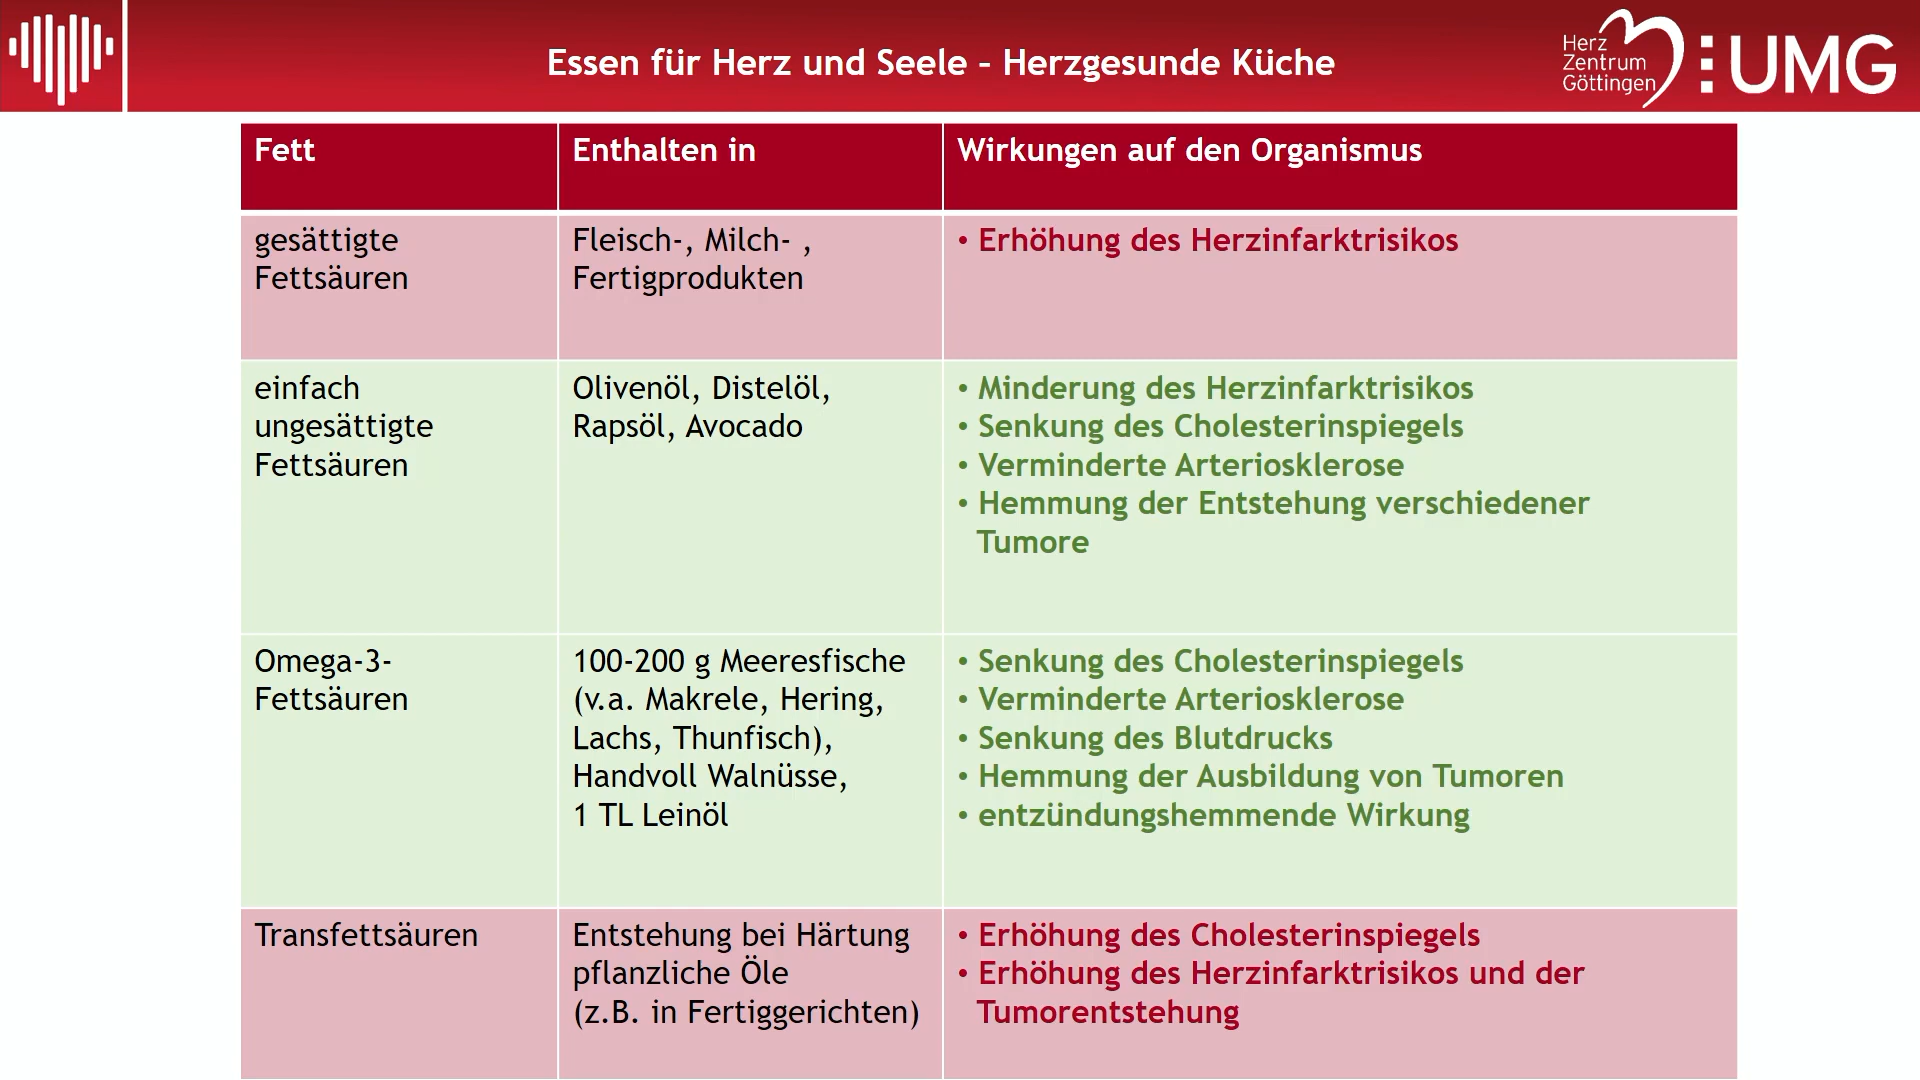 Essen für Herz und Seele – Herzgesunde Küche
Herz
Zentrum
Göttingen
UMG
Fett
Enthalten in
Wirkungen auf den Organismus
gesättigte
Fettsäuren
Fleisch-, Milch- ,
Fertigprodukten
• Erhöhung des Herzinfarktrisikos
einfach
ungesättigte
Fettsäuren
Olivenöl, Distelöl,
Rapsöl, Avocado
• Minderung des Herzinfarktrisikos
• Senkung des Cholesterinspiegels
• Verminderte Arteriosklerose
• Hemmung der Entstehung verschiedener
Tumore
Omega-3-
Fettsäuren
100-200 g Meeresfische
(v.a. Makrele, Hering,
Lachs, Thunfisch),
Handvoll Walnüsse,
1 TL Leinöl
• Senkung des Cholesterinspiegels
• Verminderte Arteriosklerose
• Senkung des Blutdrucks
• Hemmung der Ausbildung von Tumoren
• entzündungshemmende Wirkung
Transfettsäuren
Entstehung bei Härtung
pflanzliche Öle
(z.B. in Fertiggerichten)
• Erhöhung des Cholesterinspiegels
• Erhöhung des Herzinfarktrisikos und der
Tumorentstehung